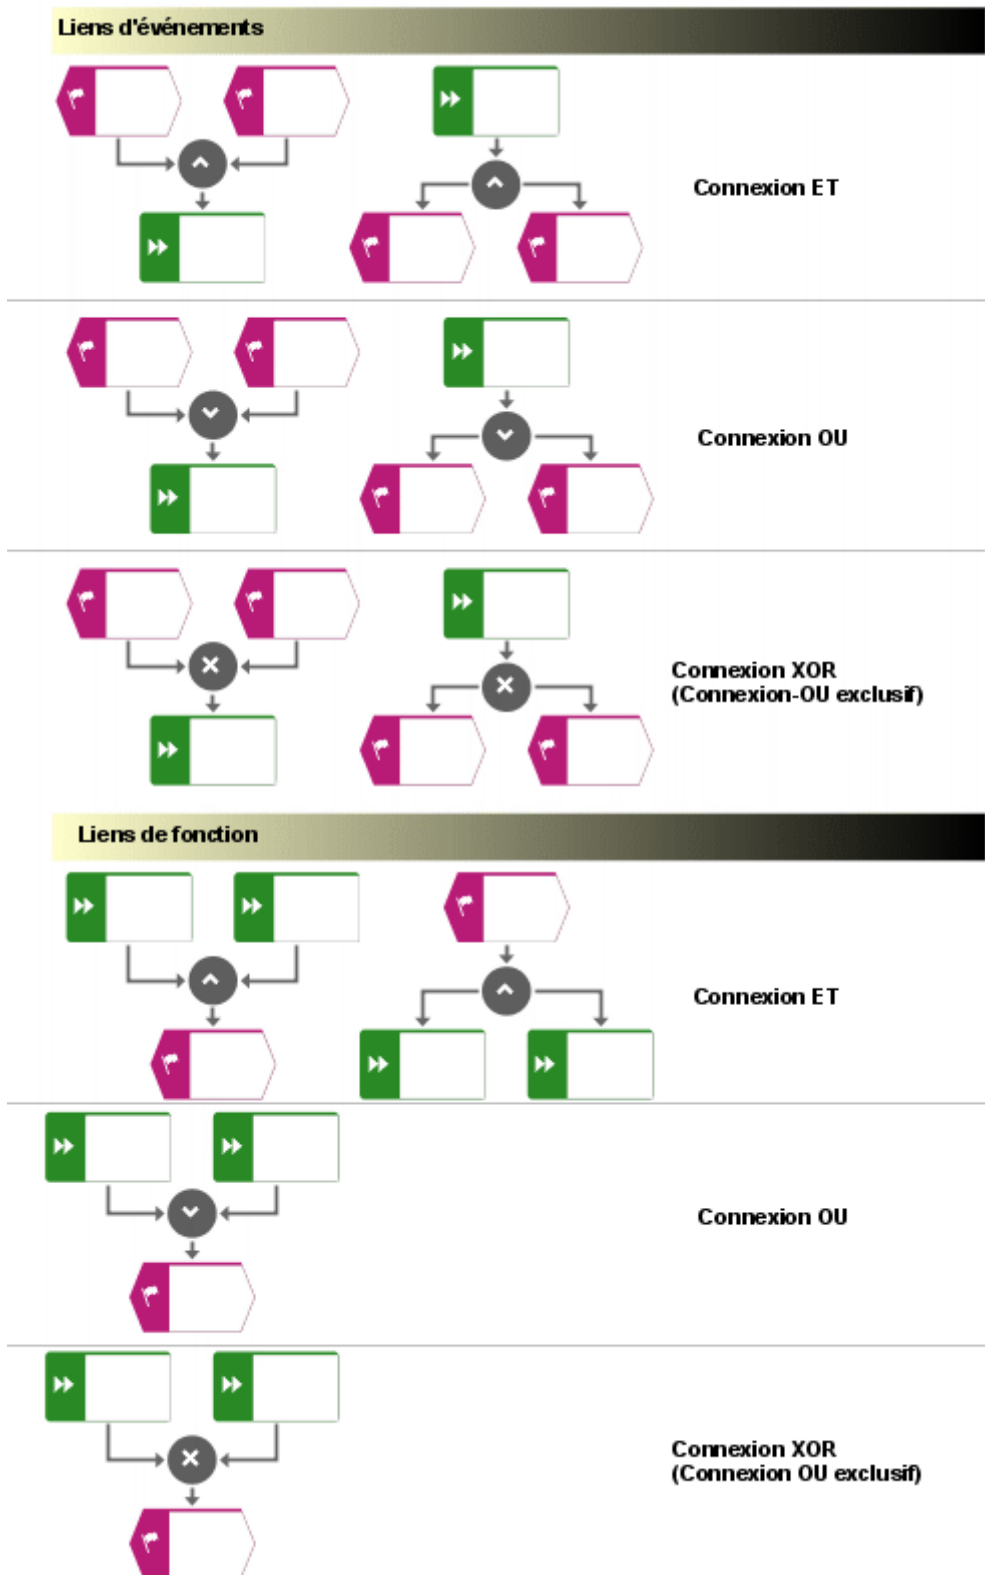 Liens d'événements
Connexion ET
Connexion OU
Connexion XOR
(Connexion-OU exclusif)
Liens de fonction
Connexion ET
Connexion OU
Connexion XOR
(Connexion OU exclusif)